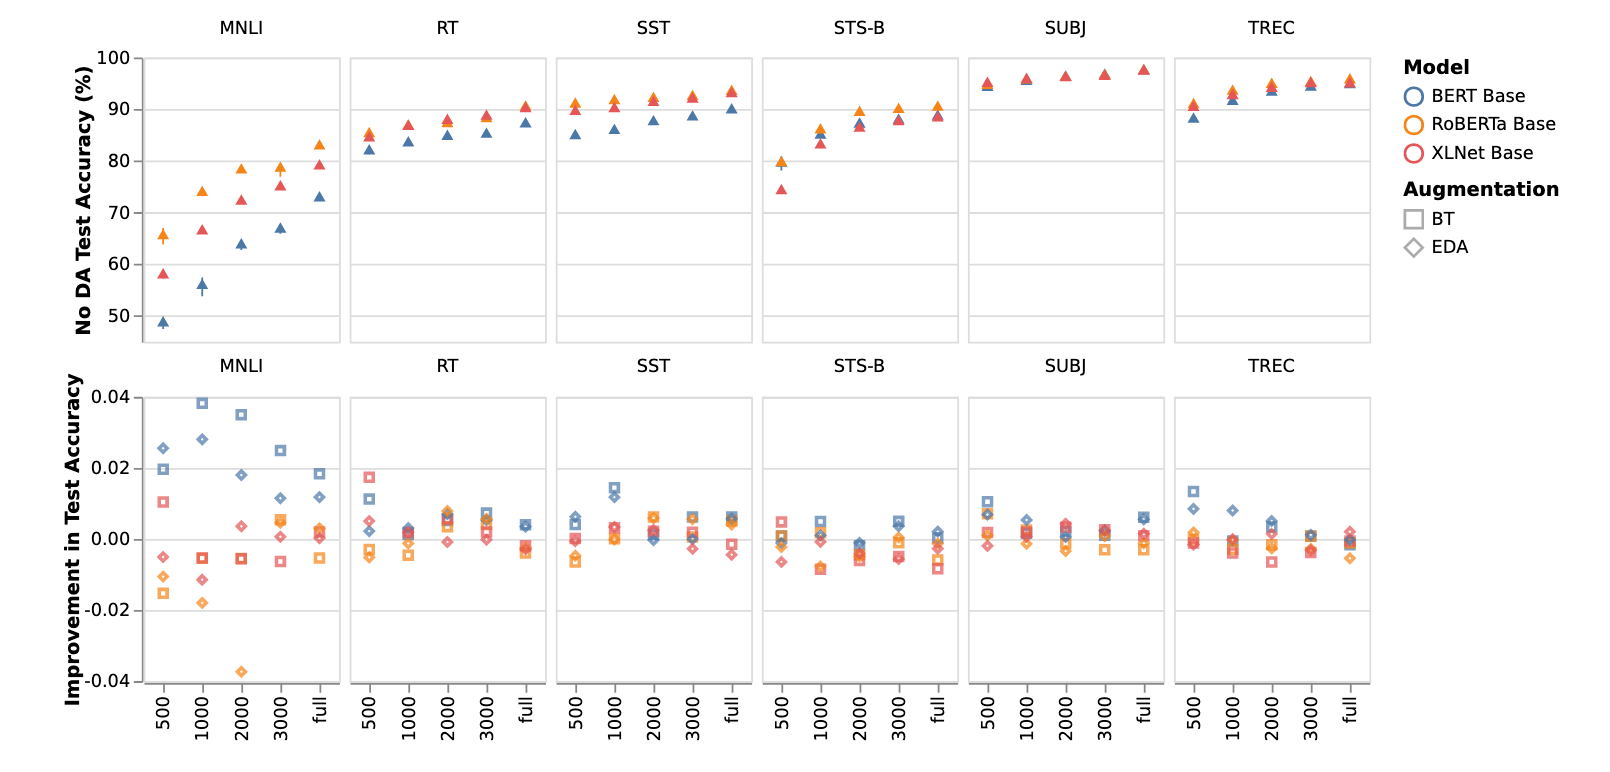 MNLI RT SST STS-B SUBJ TREC
No DA Test Accuracy (%)
100
90
80
70
60
50
Model
BERT Base
RoBERTa Base
XLNet Base
Augmentation
BT
EDA
MNLI RT SST STS-B SUBJ TREC
Improvement in Test Accuracy
0.04
0.02
0.00
-0.02
-0.04
500 1000 2000 3000 full 500 1000 2000 3000 full 500 1000 2000 3000 full 500 1000 2000 3000 full 500 1000 2000 3000 full 500 1000 2000 3000 full